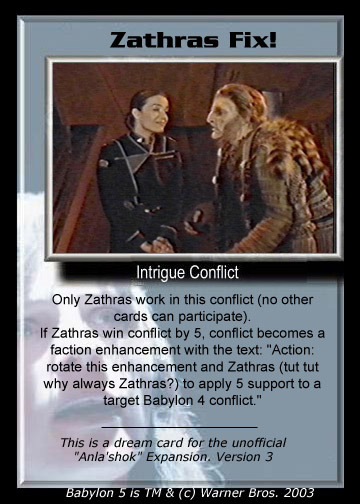 Zathras Fix!
Intrigue Conflict
Only Zathras work in this conflict (no other
cards can participate).
If Zathras win conflict by 5, conflict becomes a
faction enhancement with the text: "Action:
rotate this enhancement and Zathras (tut tut
why always Zathras?) to apply 5 support to a
target Babylon 4 conflict."
This is a dream card for the unofficial
"Anla'shok" Expansion. Version 3
Babylon 5 is TM & (c) Warner Bros. 2003